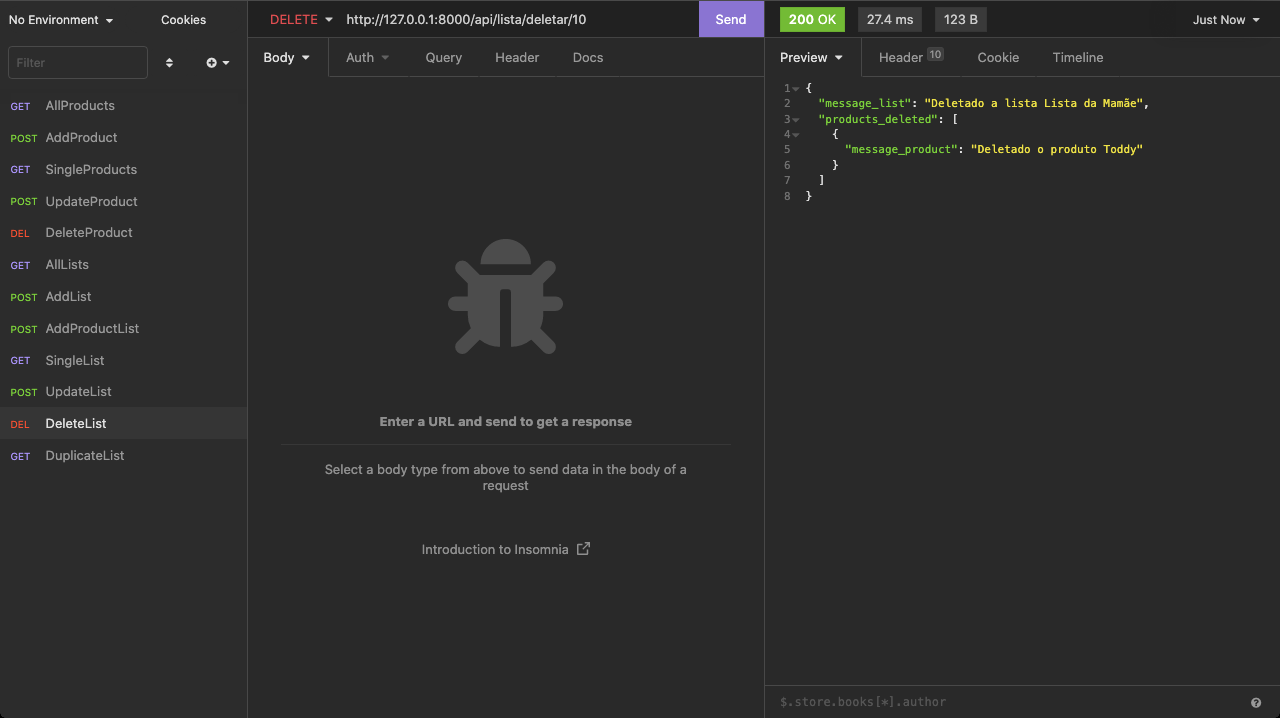 No Environment
Cookies
DELETE
http://127.0.0.1:8000/api/lista/deletar/10
Send
200 OK
27.4 ms
123 B
Just Now
Filter
Body
Auth
Query
Header
Docs
Preview
Header 10
Cookie
Timeline
GET AllProducts
POST AddProduct
GET SingleProducts
POST UpdateProduct
DEL DeleteProduct
GET AllLists
POST AddList
POST AddProductList
GET SingleList
POST UpdateList
DEL DeleteList
GET DuplicateList
Enter a URL and send to get a response
Select a body type from above to send data in the body of a
request
Introduction to Insomnia
1 {
2 "message_list": "Deletado a lista Lista da Mamãe",
3 "products_deleted": [
4 {
5 "message_product": "Deletado o produto Toddy"
6 }
7 ]
8 }
$.store.books[*].author
?